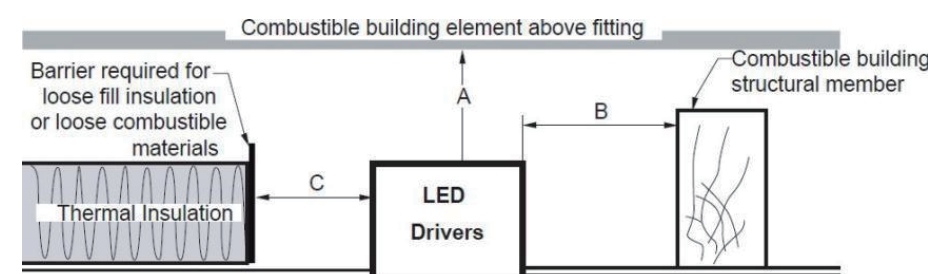 Combustible building element above fitting
Barrier required for
loose fill insulation
or loose combustible
materials
A
B
Combustible building
structural member
C
Thermal Insulation
LED
Drivers